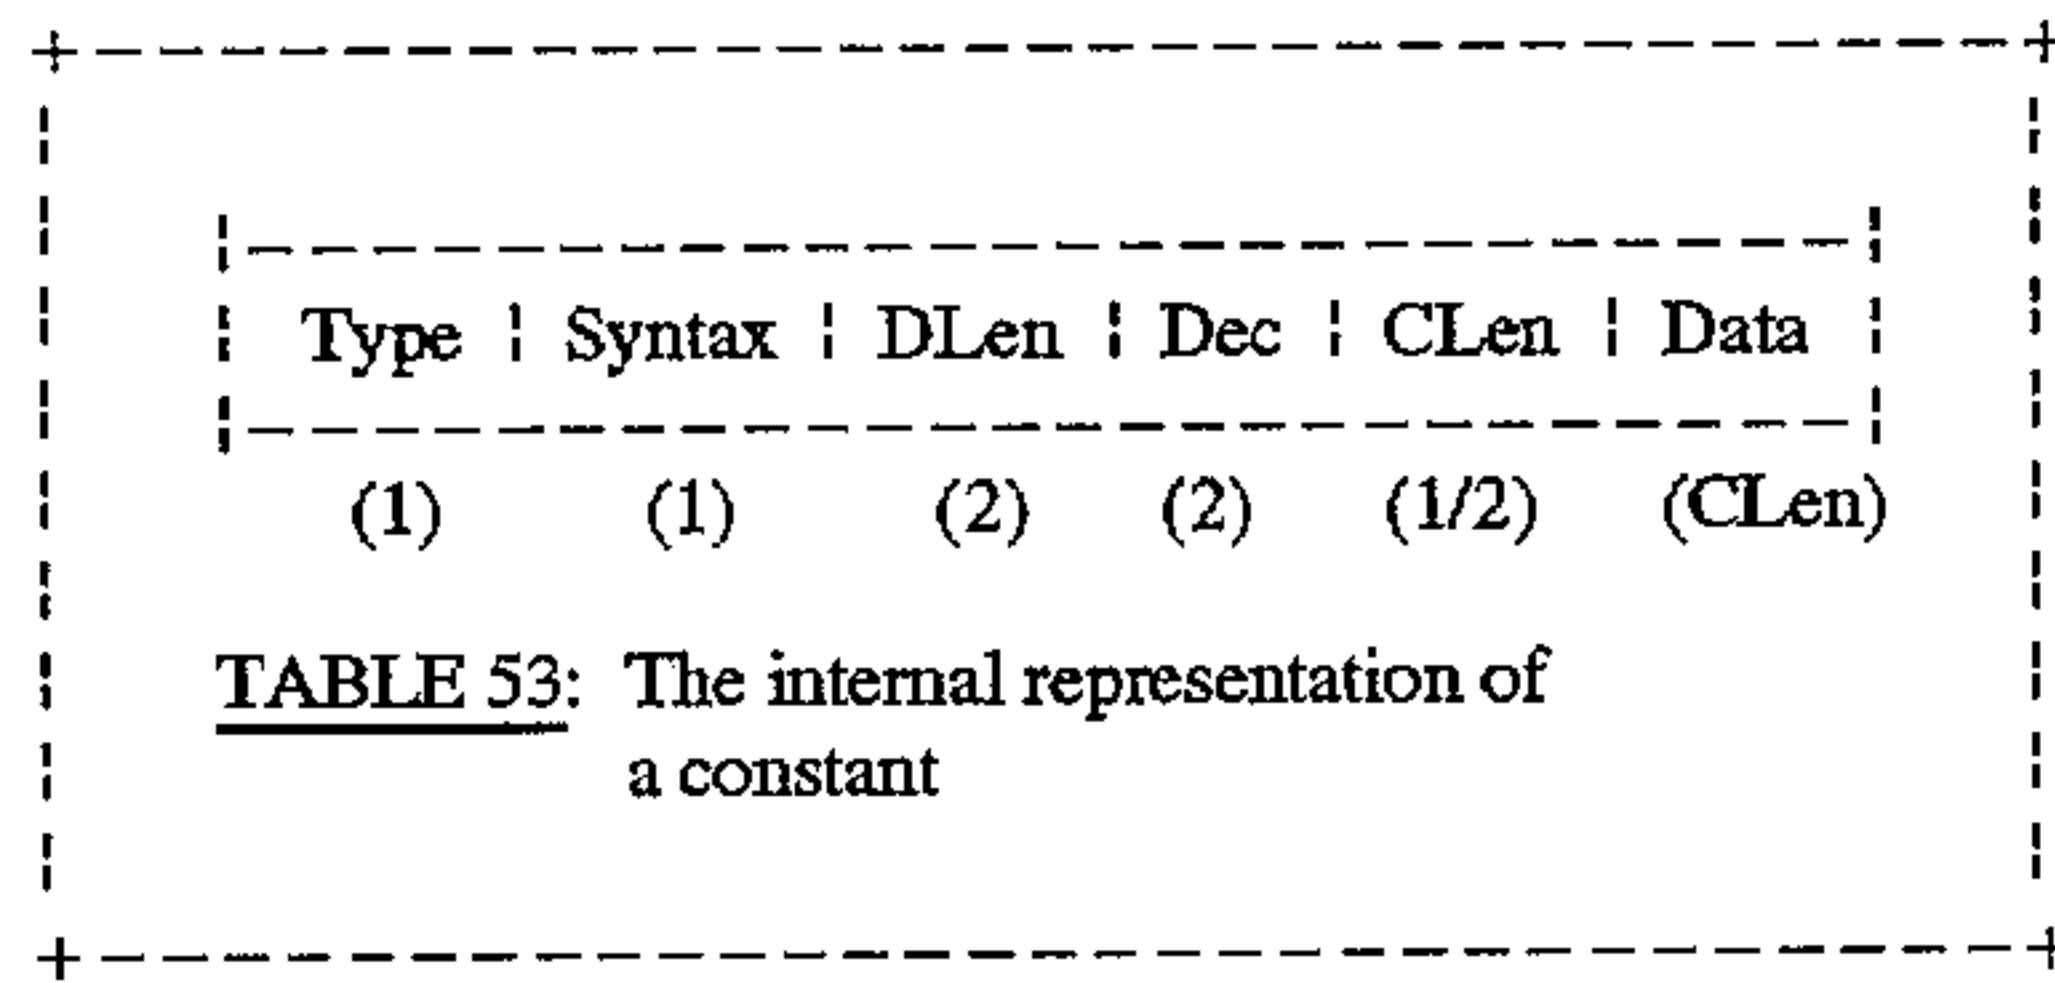 Type ¦ Syntax ¦ DLen ¦ Dec ¦ CLen ¦ Data
(1) (1) (2) (2) (1/2) (CLen)
TABLE 53: The internal representation of
a constant